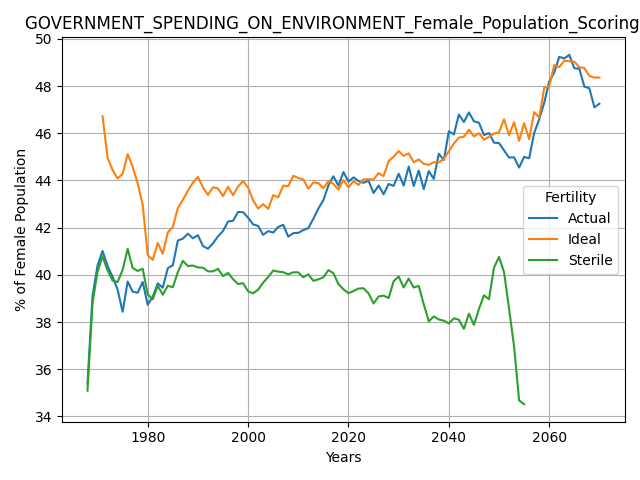 GOVERNMENT_SPENDING_ON_ENVIRONMENT_Female_Population_Scoring
% of Female Population
50
48
46
44
42
40
38
36
34
Fertility
Actual
Ideal
Sterile
1980 2000 2020 2040 2060
Years